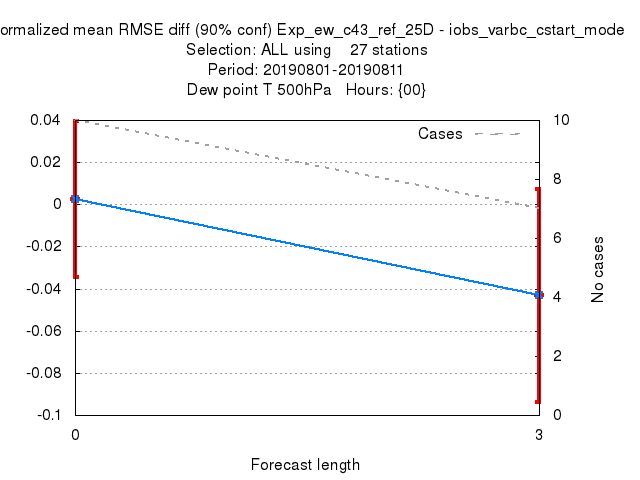 ormalized mean RMSE diff (90% conf) Exp_ew_c43_ref_25D - iobs_varbc_cstart_mode
Selection: ALL using 27 stations
Period: 20190801-20190811
Dew point T 500hPa Hours: {00}
Cases
0.04
0.02
0
-0.02
-0.04
-0.06
-0.08
-0.1
10
8
6
4
2
0
No cases
0
3
Forecast length